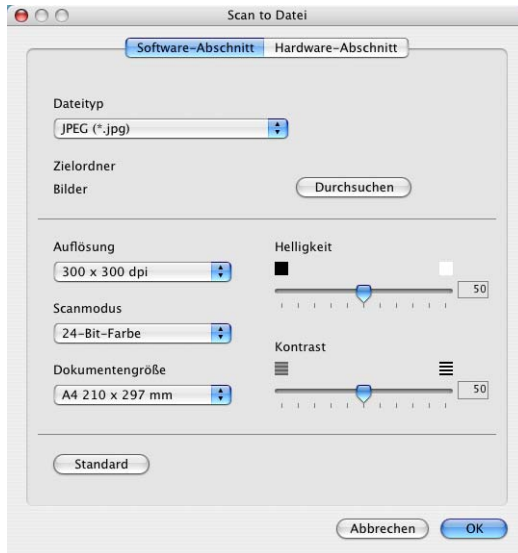 Scan to Datei
Software-Abschnitt Hardware-Abschnitt
Dateityp
JPEG (*.jpg)
Zielordner
Bilder Durchsuchen
Auflösung Helligkeit
300 x 300 dpi
50
Scanmodus
24-Bit-Farbe
Kontrast
Dokumentengröße
A4 210 x 297 mm 50
Standard
Abbrechen OK